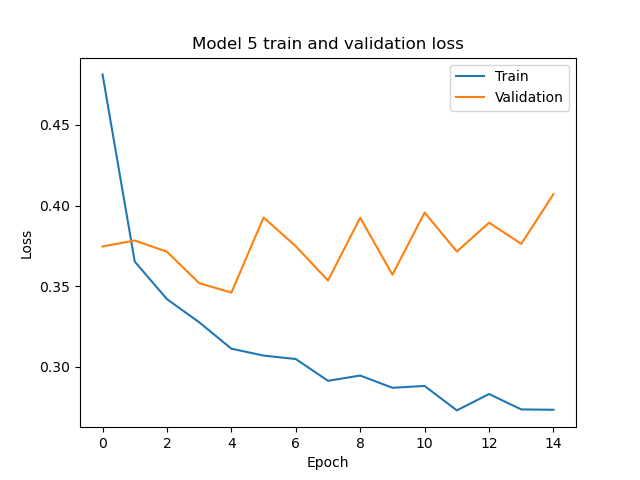 Model 5 train and validation loss
Train
Validation
0.45
0.40
0.35
0.30
Loss
0 2 4 6 8 10 12 14
Epoch